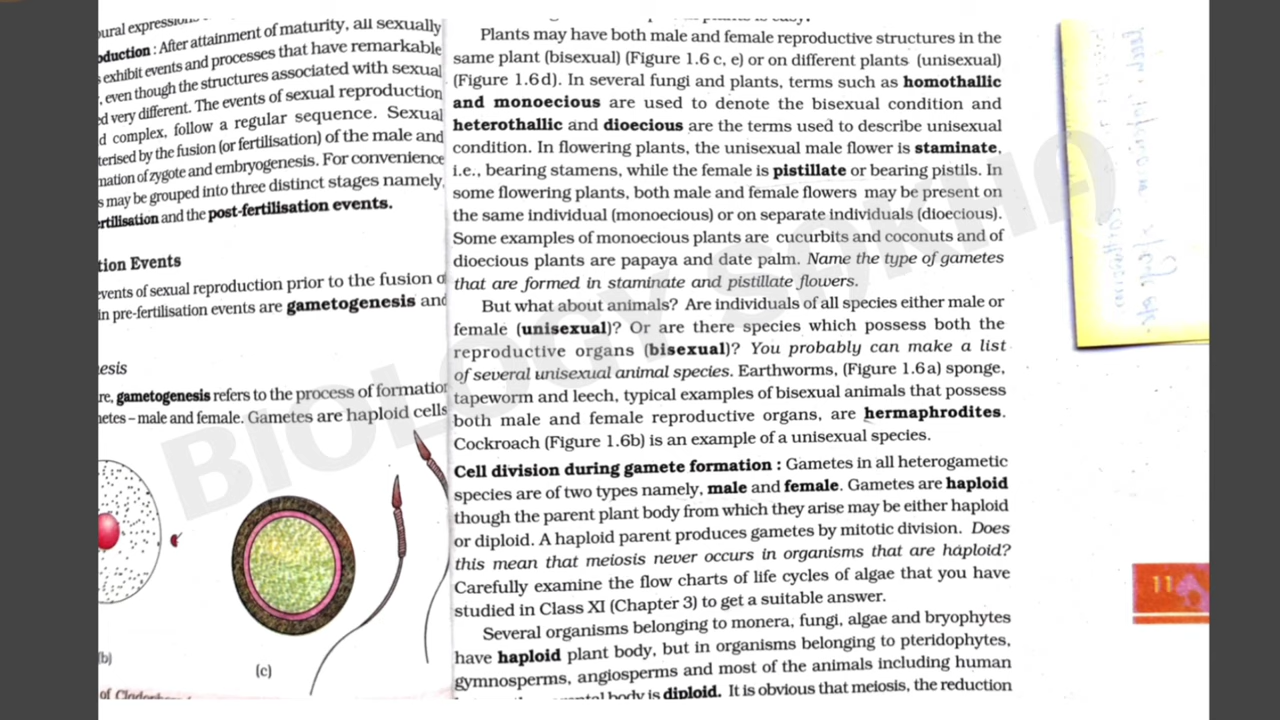 oural expressions
oduction : After attainment of maturity, all sexually
exhibit events and processes that have remarkable
, even though the structures associated with sexual
d very different. The events of sexual reproduction
d complex, follow a regular sequence. Sexual
terised by the fusion (or fertilisation) of the male and
mation of zygote and embryogenesis. For convenience
s may be grouped into three distinct stages namely,
ertilisation and the post-fertilisation events.
tion Events
events of sexual reproduction prior to the fusion o
in pre-fertilisation events are gametogenesis and
esis
re, gametogenesis refers to the process of formation
netes – male and female. Gametes are haploid cells
(b)
(c)
of
Plants may have both male and female reproductive structures in the
same plant (bisexual) (Figure 1.6 c, e) or on different plants (unisexual)
(Figure 1.6 d). In several fungi and plants, terms such as homothallic
and monoecious are used to denote the bisexual condition and
heterothallic and dioecious are the terms used to describe unisexual
condition. In flowering plants, the unisexual male flower is staminate,
i.e., bearing stamens, while the female is pistillate or bearing pistils. In
some flowering plants, both male and female flowers may be present on
the same individual (monoecious) or on separate individuals (dioecious).
Some examples of monoecious plants are cucurbits and coconuts and of
dioecious plants are papaya and date palm. Name the type of gametes
that are formed in staminate and pistillate flowers.
But what about animals? Are individuals of all species either male or
female (unisexual)? Or are there species which possess both the
reproductive organs (bisexual)? You probably can make a list
of several unisexual animal species. Earthworms, (Figure 1.6a) sponge,
tapeworm and leech, typical examples of bisexual animals that possess
both male and female reproductive organs, are hermaphrodites.
Cockroach (Figure 1.6b) is an example of a unisexual species.
Cell division during gamete formation : Gametes in all heterogametic
species are of two types namely, male and female. Gametes are haploid
though the parent plant body from which they arise may be either haploid
or diploid. A haploid parent produces gametes by mitotic division. Does
this mean that meiosis never occurs in organisms that are haploid?
Carefully examine the flow charts of life cycles of algae that you have
studied in Class XI (Chapter 3) to get a suitable answer.
Several organisms belonging to monera, fungi, algae and bryophytes
have haploid plant body, but in organisms belonging to pteridophytes,
gymnosperms, angiosperms and most of the animals including human
body is diploid. It is obvious that meiosis, the reduction
11
BIOLOGY SAKHA